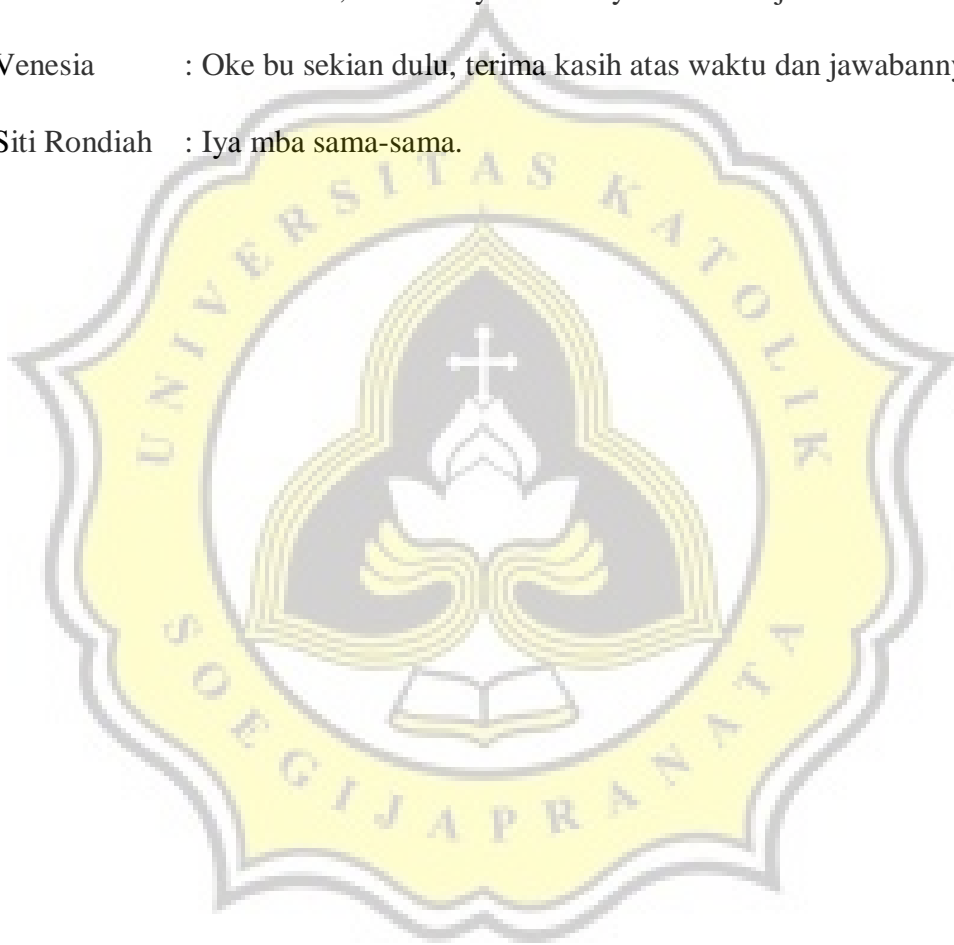 Venesia : Oke bu sekian dulu, terima kasih atas waktu dan
Siti Rondiah : Iya mba sama-sama.
UNIVERSITAS KATOLIK
SOEGIJAPRANATA